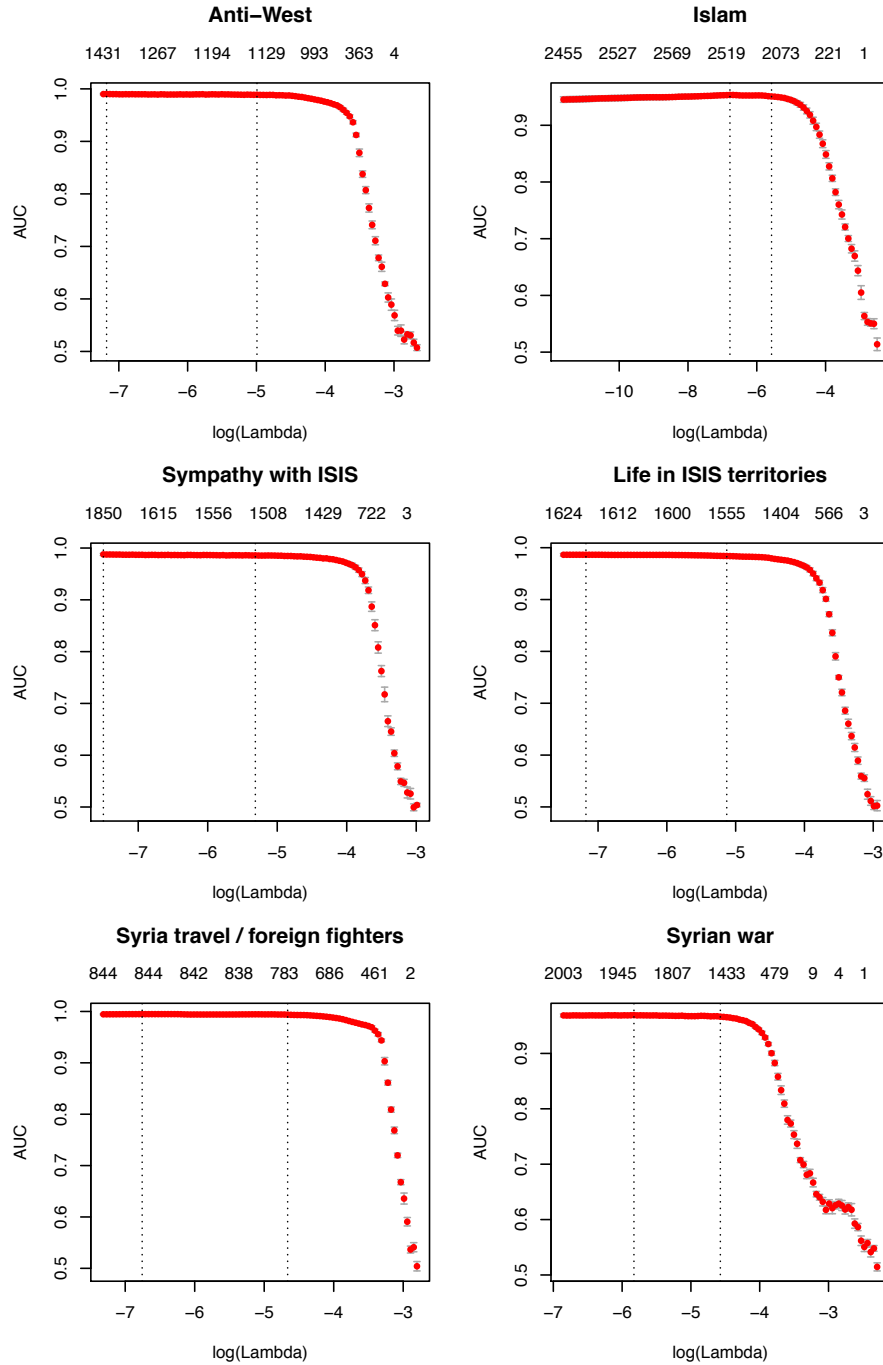 Anti−West
1431 1267 1194 1129 993 363 4
1.0
0.9
0.8
0.7
0.6
0.5
AUC
−7 −6 −5 −4 −3
log(Lambda)
Islam
2455 2527 2569 2519 2073 221 1
0.9
0.8
0.7
0.6
0.5
AUC
−10 −8 −6 −4
log(Lambda)
Sympathy with ISIS
1850 1615 1556 1508 1429 722 3
1.0
0.9
0.8
0.7
0.6
0.5
AUC
−7 −6 −5 −4 −3
log(Lambda)
Life in ISIS territories
1624 1612 1600 1555 1404 566 3
1.0
0.9
0.8
0.7
0.6
0.5
AUC
−7 −6 −5 −4 −3
log(Lambda)
Syria travel / foreign fighters
844 844 842 838 783 686 461 2
1.0
0.9
0.8
0.7
0.6
0.5
AUC
−7 −6 −5 −4 −3
log(Lambda)
Syrian war
2003 1945 1807 1433 479 9 4 1
0.9
0.8
0.7
0.6
0.5
AUC
−7 −6 −5 −4 −3
log(Lambda)